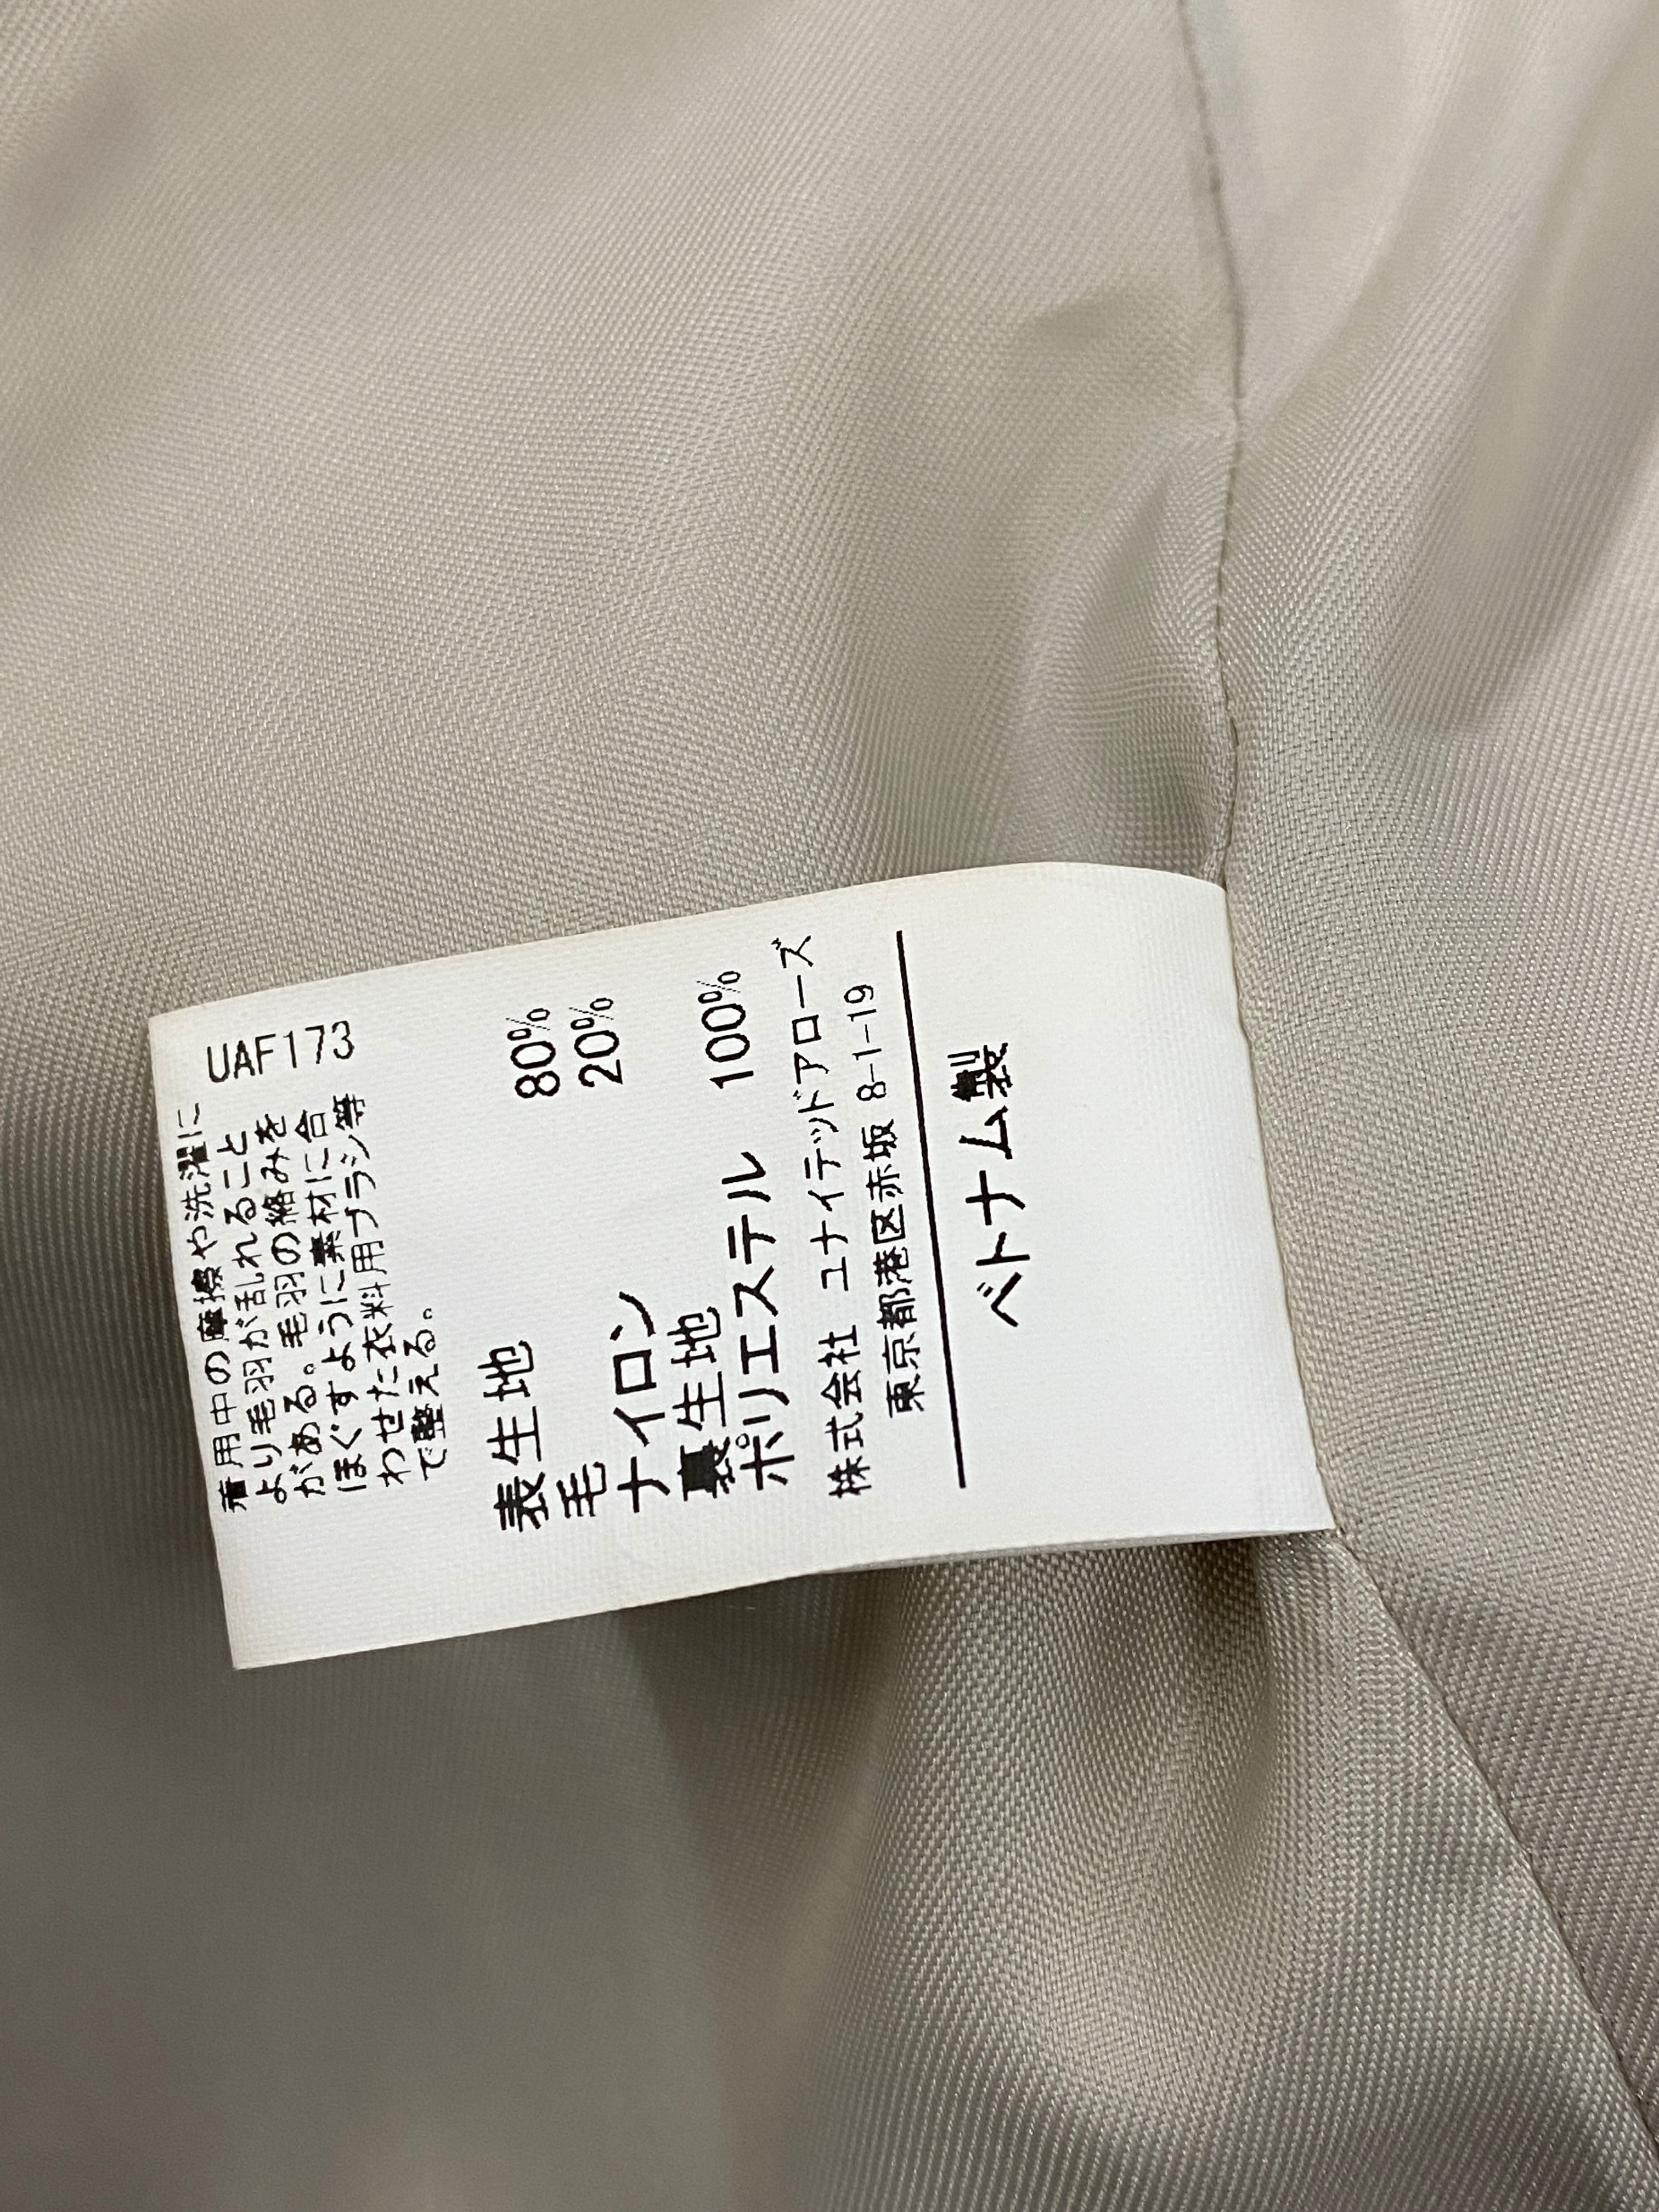 UAF173
着用中の摩擦や洗濯に
より毛羽が乱れること
がある。毛羽の絡みを
ほぐすように素材に合
わせた衣料用ブラシ等
で整える。
表生地
毛 80%
ナイロン 20%
裏生地
ポリエステル 100%
株式会社 ユナイテッドアローズ
東京都港区赤坂 8-1-19
ベトナム製